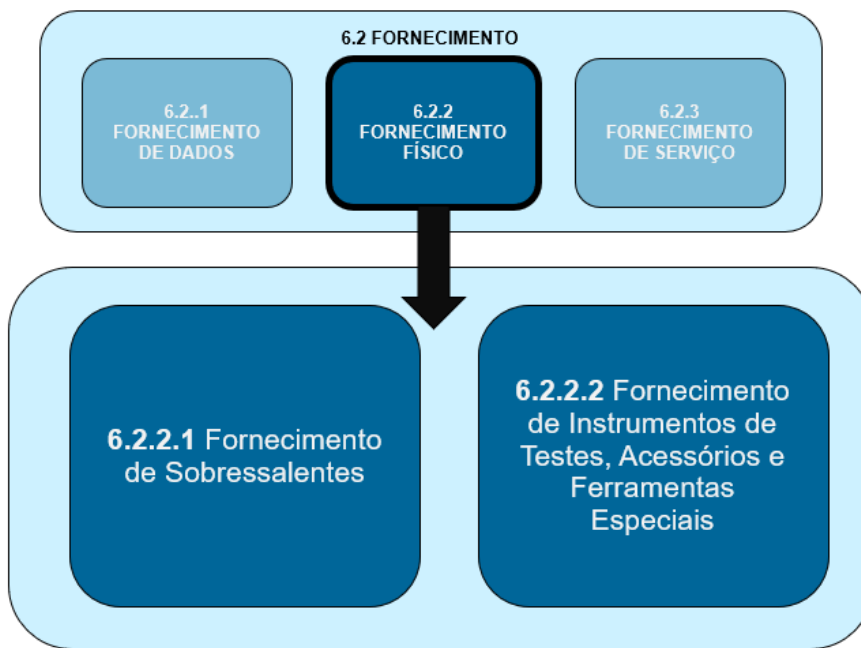 6.2 FORNECIMENTO
6.2..1
FORNECIMENTO
DE DADOS
6.2.2
FORNECIMENTO
FÍSICO
6.2.3
FORNECIMENTO
DE SERVIÇO
6.2.2.1 Fornecimento
de Sobressalentes
6.2.2.2 Fornecimento
de Instrumentos de
Testes, Acessórios e
Ferramentas
Especiais